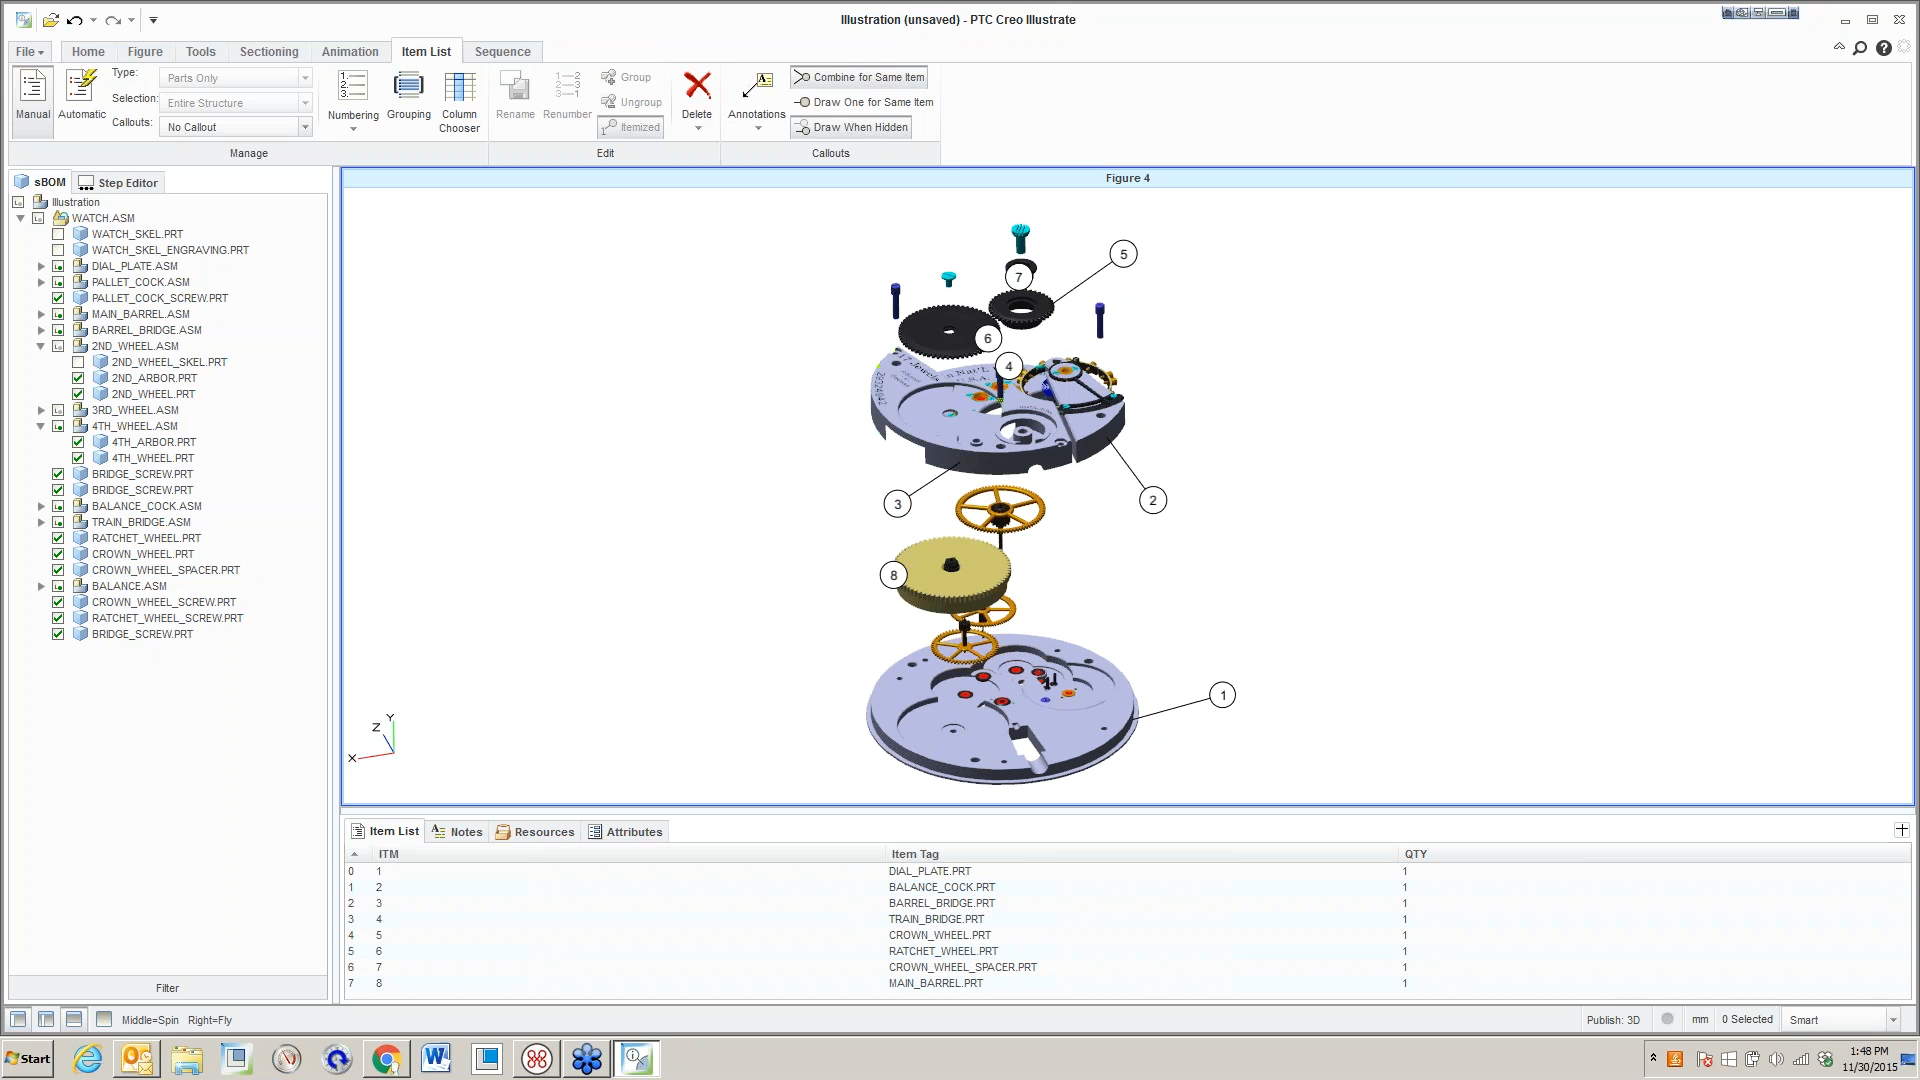 Illustration (unsaved) - PTC Creo Illustrate
File Home Figure Tools Sectioning Animation Item List Sequence
Manual
Automatic
Type: Parts Only
Selection: Entire Structure
Callouts: No Callout
Numbering
Grouping
Column
Chooser
Rename
Renumber
Group
Ungroup
Itemized
Delete
Annotations
Combine for Same Item
Draw One for Same Item
Draw When Hidden
Manage Edit Callouts
sBOM Step Editor
Illustration
WATCH.ASM
WATCH_SKEL.PRT
WATCH_SKEL_ENGRAVING.PRT
DIAL_PLATE.ASM
PALLET_COCK.ASM
PALLET_COCK_SCREW.PRT
MAIN_BARREL.ASM
BARREL_BRIDGE.ASM
2ND_WHEEL.ASM
2ND_WHEEL_SKEL.PRT
2ND_ARBOR.PRT
2ND_WHEEL.PRT
3RD_WHEEL.ASM
4TH_WHEEL.ASM
4TH_ARBOR.PRT
4TH_WHEEL.PRT
BRIDGE_SCREW.PRT
BRIDGE_SCREW.PRT
BALANCE_COCK.ASM
TRAIN_BRIDGE.ASM
RATCHET_WHEEL.PRT
CROWN_WHEEL.PRT
CROWN_WHEEL_SPACER.PRT
BALANCE.ASM
CROWN_WHEEL_SCREW.PRT
RATCHET_WHEEL_SCREW.PRT
BRIDGE_SCREW.PRT
Filter
Figure 4
5
7
6
4
17 Jewels
U.S.A.
3
2
8
1
Y
Z
X
Item List Notes Resources Attributes
ITM Item Tag QTY
0 1 DIAL_PLATE.PRT 1
1 2 BALANCE_COCK.PRT 1
2 3 BARREL_BRIDGE.PRT 1
3 4 TRAIN_BRIDGE.PRT 1
4 5 CROWN_WHEEL.PRT 1
5 6 RATCHET_WHEEL.PRT 1
6 7 CROWN_WHEEL_SPACER.PRT 1
7 8 MAIN_BARREL.PRT 1
Middle=Spin Right=Fly
Publish: 3D mm 0 Selected Smart
Start
1:48 PM
11/30/2015